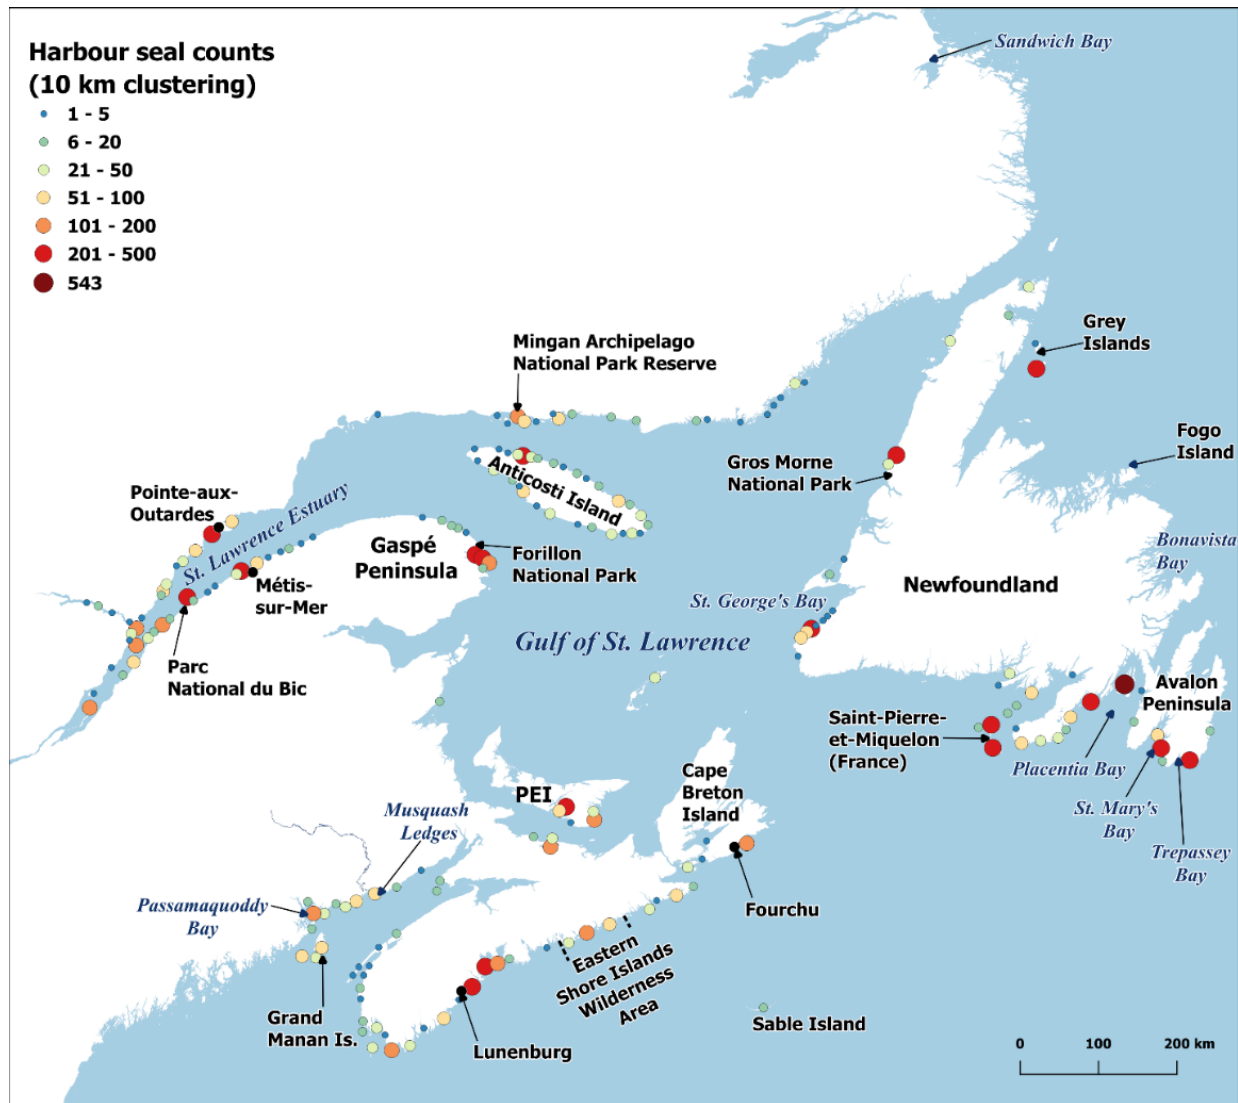 Harbour seal counts
(10 km clustering)
1 - 5
6 - 20
21 - 50
51 - 100
101 - 200
201 - 500
543
Sandwich Bay
Grey
Islands
Mingan Archipelago
National Park Reserve
Fogo
Island
Gros Morne
National Park
Anticosti Island
Pointe-aux-
Outardes
St. Lawrence Estuary
Gaspé
Peninsula
Forillon
National Park
Bonavista
Bay
Métis-
sur-Mer
Newfoundland
St. George's Bay
Gulf of St. Lawrence
Parc
National du Bic
Avalon
Peninsula
Saint-Pierre-
et-Miquelon
(France)
Placentia Bay
Cape
Breton
Island
PEI
St. Mary's
Bay
Musquash
Ledges
Trepassey
Bay
Passamaquoddy
Bay
Fourchu
Eastern
Shore Islands
Wilderness
Area
Grand
Manan Is.
Sable Island
Lunenburg
0 100 200 km